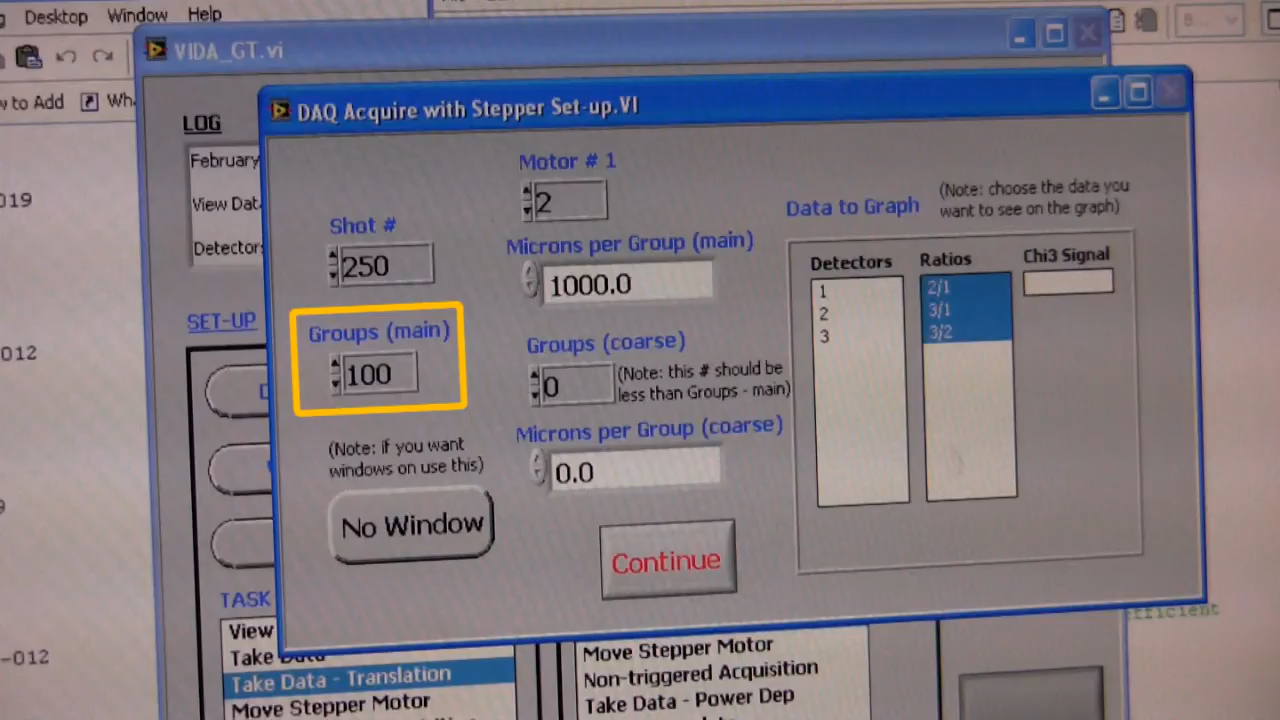 Desktop Window Help
VIDA_GT.vi
w to Add
DAQ Acquire with Stepper Set-up.VI
LOG
February
View Dat
Detectors
019
Motor # 1
2
Shot #
250
Microns per Group (main)
1000.0
Groups (main)
100
Groups (coarse)
0
(Note: this # should be
less than Groups - main)
Microns per Group (coarse)
0.0
(Note: if you want
windows on use this)
No Window
Continue
Data to Graph
(Note: choose the data you
want to see on the graph)
Detectors
1
2
3
Ratios
2/1
3/1
3/2
Chi3 Signal
SET-UP
012
-012
TASK
View
Take Data
Take Data - Translation
Move Stepper Motor
Move Stepper Motor
Non-triggered Acquisition
Take Data - Power Dep
efficient